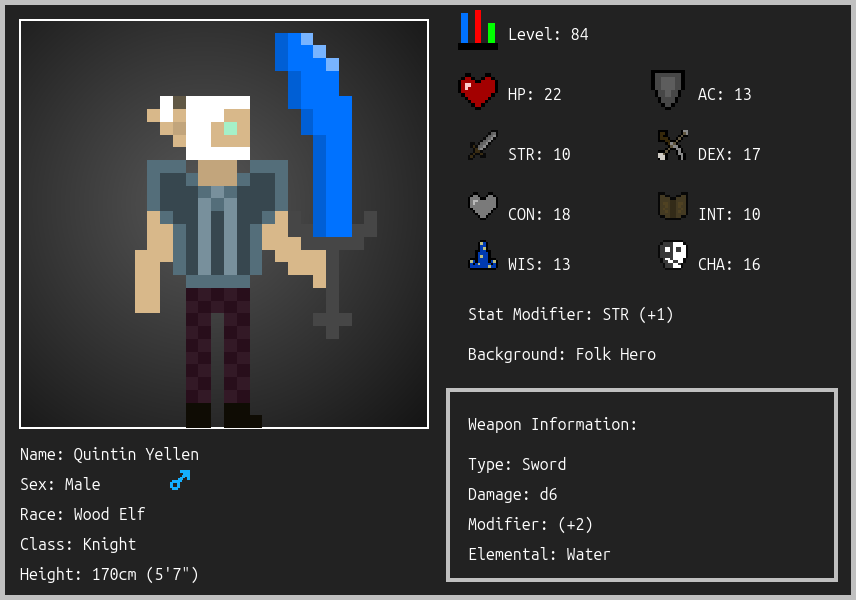 Level: 84
HP: 22
AC: 13
STR: 10
DEX: 17
CON: 18
INT: 10
WIS: 13
CHA: 16
Stat Modifier: STR (+1)
Background: Folk Hero
Weapon Information:
Type: Sword
Damage: d6
Modifier: (+2)
Elemental: Water
Name: Quintin Yellen
Sex: Male
Race: Wood Elf
Class: Knight
Height: 170cm (5'7")